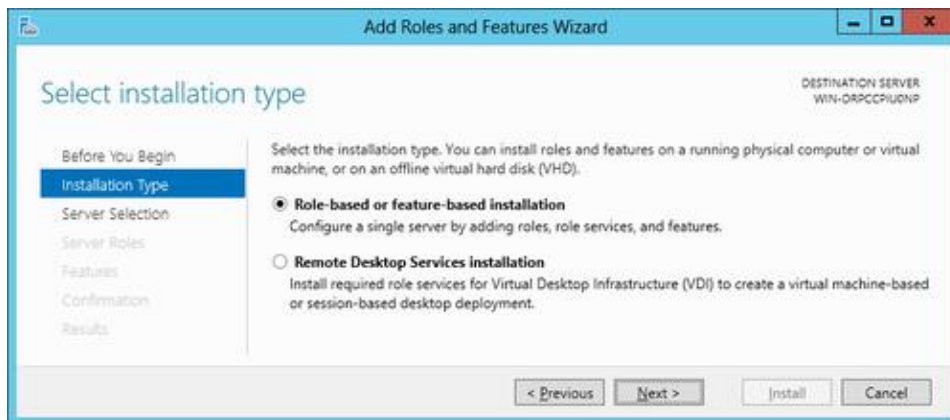 Add Roles and Features Wizard
Select installation type
DESTINATION SERVER
WIN-ORPCCPIU0NP
Before You Begin
Installation Type
Server Selection
Server Roles
Features
Confirmation
Results
Select the installation type. You can install roles and features on a running physical computer or virtual
machine, or on an offline virtual hard disk (VHD).
Role-based or feature-based installation
Configure a single server by adding roles, role services, and features.
Remote Desktop Services installation
Install required role services for Virtual Desktop Infrastructure (VDI) to create a virtual machine-based
or session-based desktop deployment.
< Previous
Next >
Install
Cancel